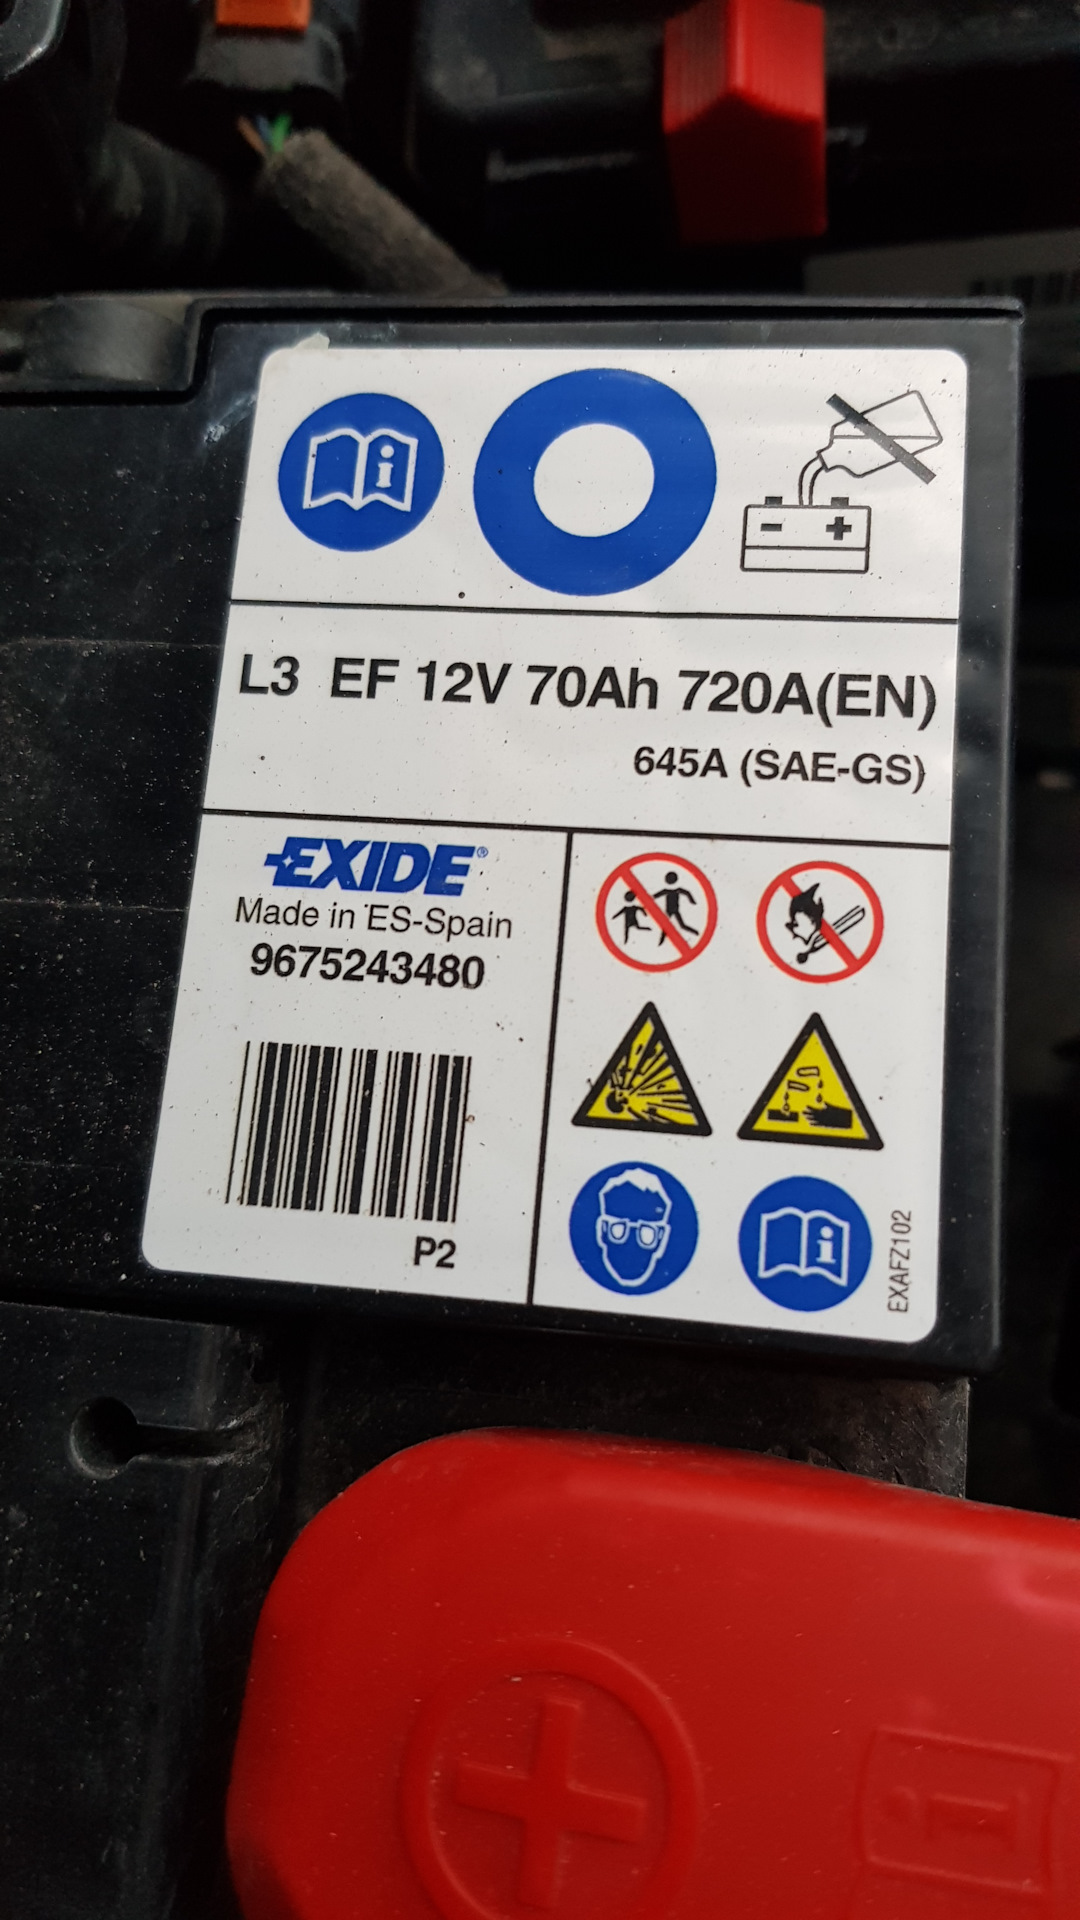 L3 EF 12V 70Ah 720A(EN)
645A (SAE-GS)
EXIDE®
Made in ES-Spain
9675243480
P2
EXAFZ102